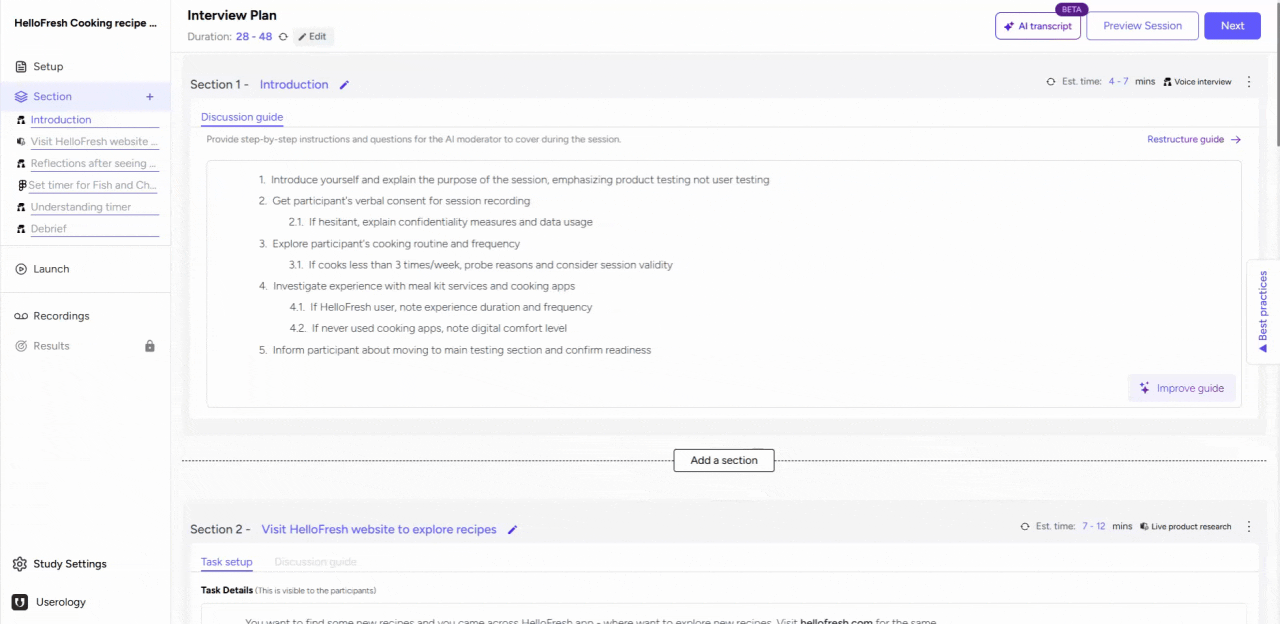 HelloFresh Cooking recipe ...
Setup
Section +
Introduction
Visit HelloFresh website ...
Reflections after seeing ...
Set timer for Fish and Ch...
Understanding timer
Debrief
Launch
Recordings
Results
Study Settings
Userology
Interview Plan
Duration: 28 - 48 Edit
BETA
AI transcript
Preview Session
Next
Section 1 - Introduction
Est. time: 4 - 7 mins Voice interview
Discussion guide
Provide step-by-step instructions and questions for the AI moderator to cover during the session.
Restructure guide
1. Introduce yourself and explain the purpose of the session, emphasizing product testing not user testing
2. Get participant's verbal consent for session recording
2.1. If hesitant, explain confidentiality measures and data usage
3. Explore participant's cooking routine and frequency
3.1. If cooks less than 3 times/week, probe reasons and consider session validity
4. Investigate experience with meal kit services and cooking apps
4.1. If HelloFresh user, note experience duration and frequency
4.2. If never used cooking apps, note digital comfort level
5. Inform participant about moving to main testing section and confirm readiness
Improve guide
Best practices
Add a section
Section 2 - Visit HelloFresh website to explore recipes
Est. time: 7 - 12 mins Live product research
Task setup Discussion guide
Task Details (This is visible to the participants)
You want to find some new recipes and you came across HelloFresh app - where want to explore new recipes. Visit hellofresh.com for the same